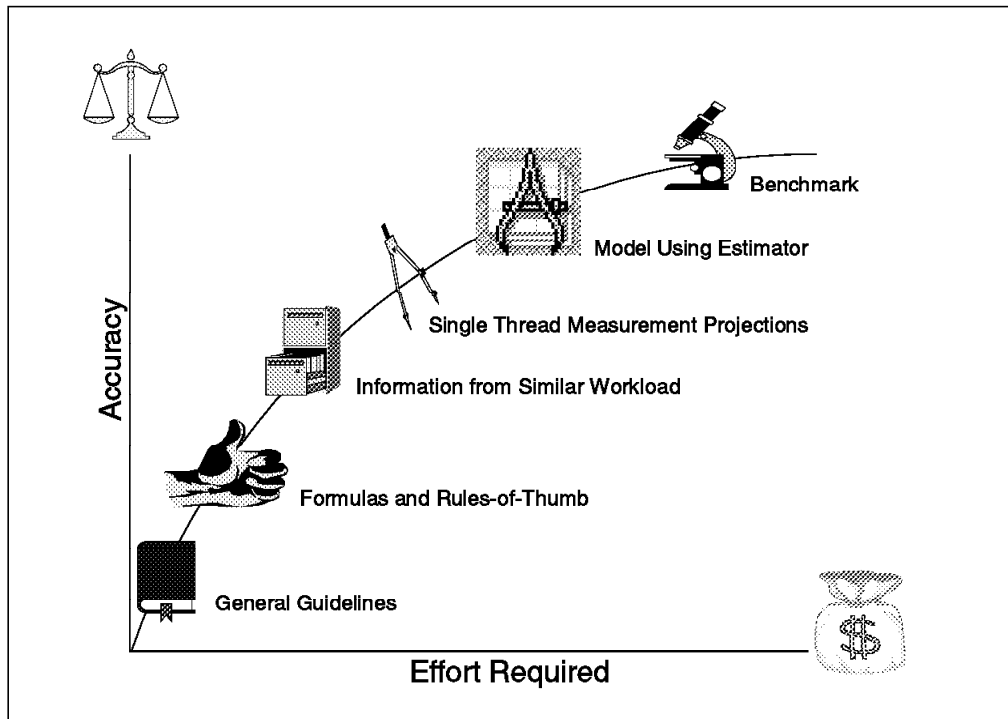 Benchmark
Model Using Estimator
Single Thread Measurement Projections
Information from Similar Workload
Formulas and Rules-of-Thumb
General Guidelines
Accuracy
Effort Required
$